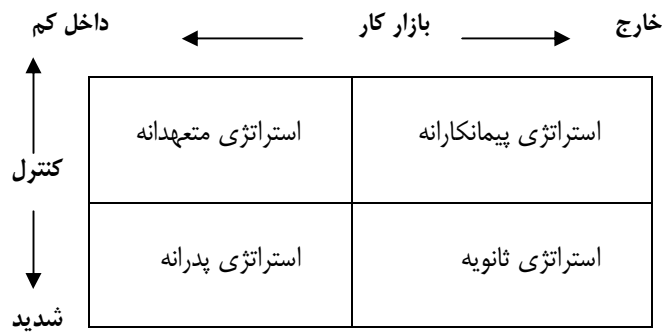 خارج بازار کار داخل کم
استراتژی پیمانکارانه استراتژی متعهدانه
کنترل
استراتژی ثانویه استراتژی پدرانه
شدید